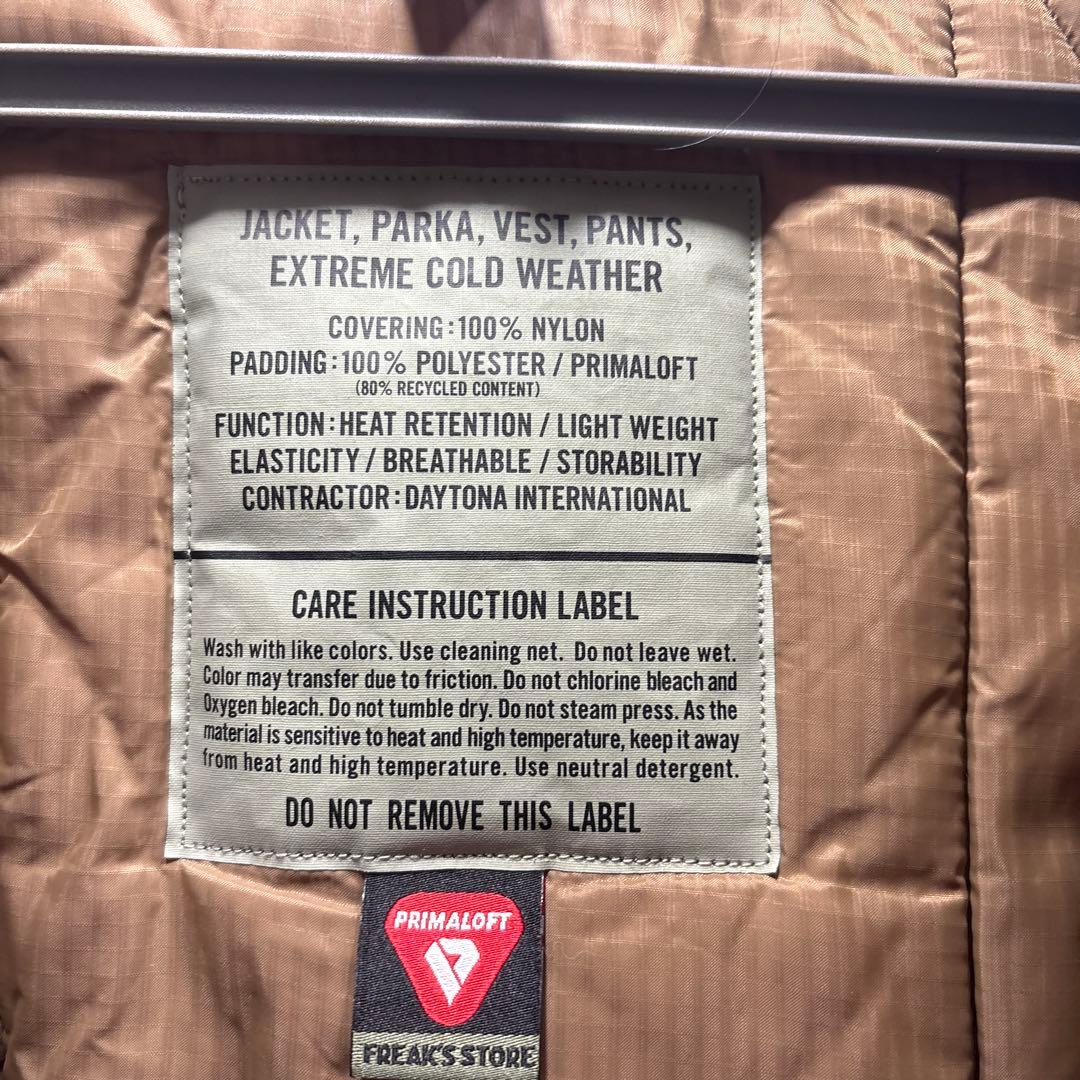 JACKET, PARKA, VEST, PANTS,
EXTREME COLD WEATHER
COVERING:100% NYLON
PADDING:100% POLYESTER / PRIMALOFT
(80% RECYCLED CONTENT)
FUNCTION:HEAT RETENTION / LIGHT WEIGHT
ELASTICITY / BREATHABLE / STORABILITY
CONTRACTOR:DAYTONA INTERNATIONAL
CARE INSTRUCTION LABEL
Wash with like colors. Use cleaning net. Do not leave wet.
Color may transfer due to friction. Do not chlorine bleach and
Oxygen bleach. Do not tumble dry. Do not steam press. As the
material is sensitive to heat and high temperature, keep it away
from heat and high temperature. Use neutral detergent.
DO NOT REMOVE THIS LABEL
PRIMALOFT
FREAK'S STORE